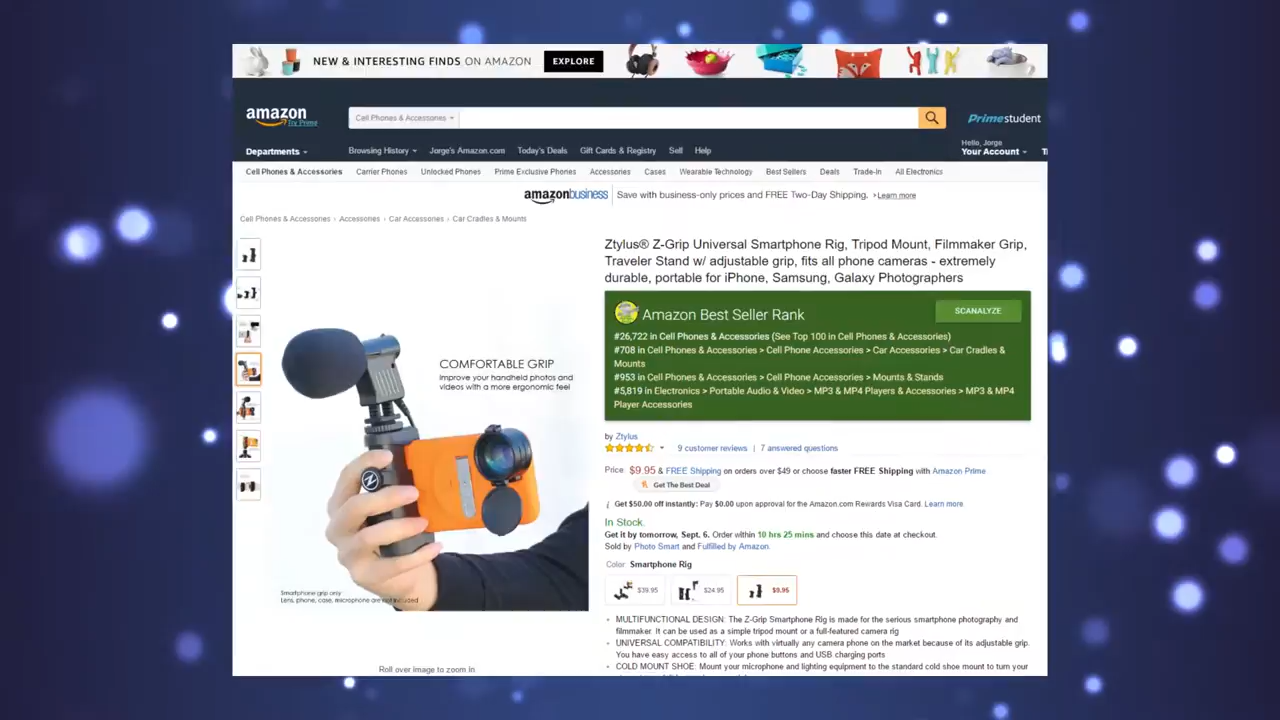 NEW & INTERESTING FINDS ON AMAZON EXPLORE
amazon
Try Prime
Cell Phones & Accessories
Primestudent
Departments
Browsing History
Jorge's Amazon.com
Today's Deals
Gift Cards & Registry
Sell
Help
Hello, Jorge
Your Account
Cell Phones & Accessories
Carrier Phones
Unlocked Phones
Prime Exclusive Phones
Accessories
Cases
Wearable Technology
Best Sellers
Deals
Trade-In
All Electronics
amazonbusiness Save with business-only prices and FREE Two-Day Shipping. ›Learn more
Cell Phones & Accessories › Accessories › Car Accessories › Car Cradles & Mounts
COMFORTABLE GRIP
Improve your handheld photos and
videos with a more ergonomic feel
Smartphone grip only
Lens, phone, case, microphone are not included
Roll over image to zoom in
Ztylus® Z-Grip Universal Smartphone Rig, Tripod Mount, Filmmaker Grip,
Traveler Stand w/ adjustable grip, fits all phone cameras - extremely
durable, portable for iPhone, Samsung, Galaxy Photographers
Amazon Best Seller Rank
SCANALYZE
#26,722 in Cell Phones & Accessories (See Top 100 in Cell Phones & Accessories)
#708 in Cell Phones & Accessories > Cell Phone Accessories > Car Accessories > Car Cradles &
Mounts
#953 in Cell Phones & Accessories > Cell Phone Accessories > Mounts & Stands
#5,819 in Electronics > Portable Audio & Video > MP3 & MP4 Players & Accessories > MP3 & MP4
Player Accessories
by Ztylus
9 customer reviews | 7 answered questions
Price: $9.95 & FREE Shipping on orders over $49 or choose faster FREE Shipping with Amazon Prime
Get The Best Deal
Get $50.00 off instantly: Pay $0.00 upon approval for the Amazon.com Rewards Visa Card. Learn more
In Stock.
Get it by tomorrow, Sept. 6. Order within 10 hrs 25 mins and choose this date at checkout.
Sold by Photo Smart and Fulfilled by Amazon.
Color: Smartphone Rig
$39.95
$24.95
$9.95
• MULTIFUNCTIONAL DESIGN: The Z-Grip Smartphone Rig is made for the serious smartphone photography and
filmmaker. It can be used as a simple tripod mount or a full-featured camera rig
• UNIVERSAL COMPATIBILITY: Works with virtually any camera phone on the market because of its adjustable grip.
You have easy access to all of your phone buttons and USB charging ports
• COLD MOUNT SHOE: Mount your microphone and lighting equipment to the standard cold shoe mount to turn your